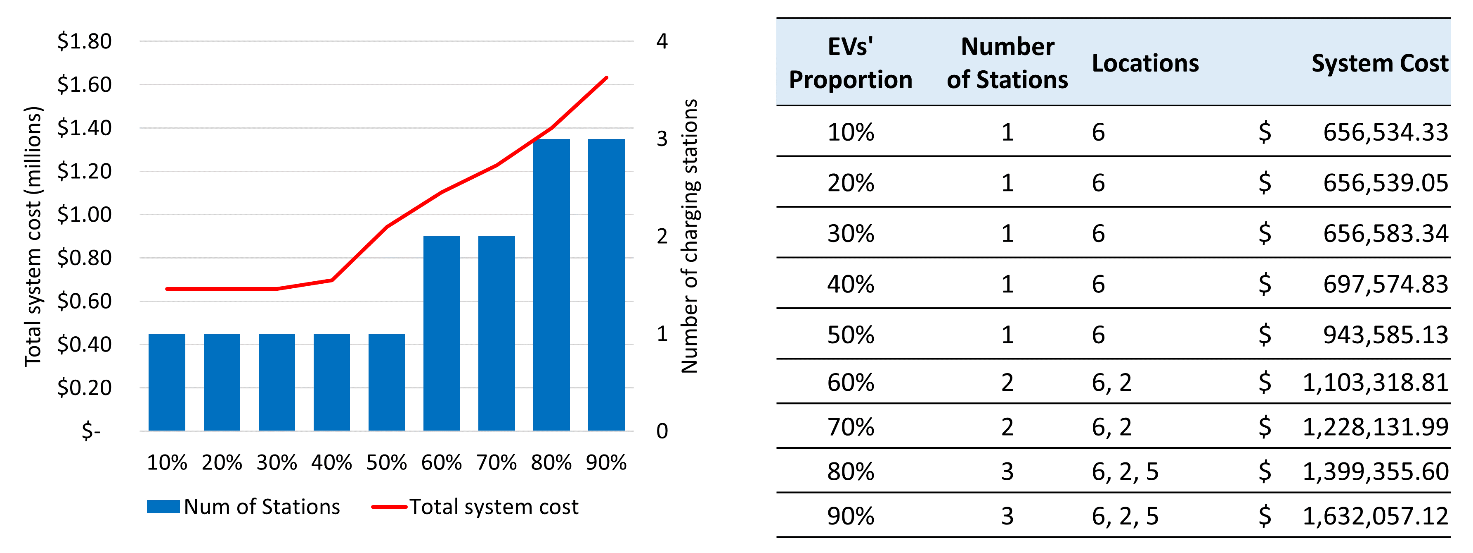 $1.80
$1.60
$1.40
$1.20
$1.00
$0.80
$0.60
$0.40
$0.20
$-
Total system cost (millions)
4
3
2
1
0
Number of charging stations
10% 20% 30% 40% 50% 60% 70% 80% 90%
Num of Stations Total system cost
EVs' Proportion Number of Stations Locations System Cost
10% 1 6 $ 656,534.33
20% 1 6 $ 656,539.05
30% 1 6 $ 656,583.34
40% 1 6 $ 697,574.83
50% 1 6 $ 943,585.13
60% 2 6, 2 $ 1,103,318.81
70% 2 6, 2 $ 1,228,131.99
80% 3 6, 2, 5 $ 1,399,355.60
90% 3 6, 2, 5 $ 1,632,057.12